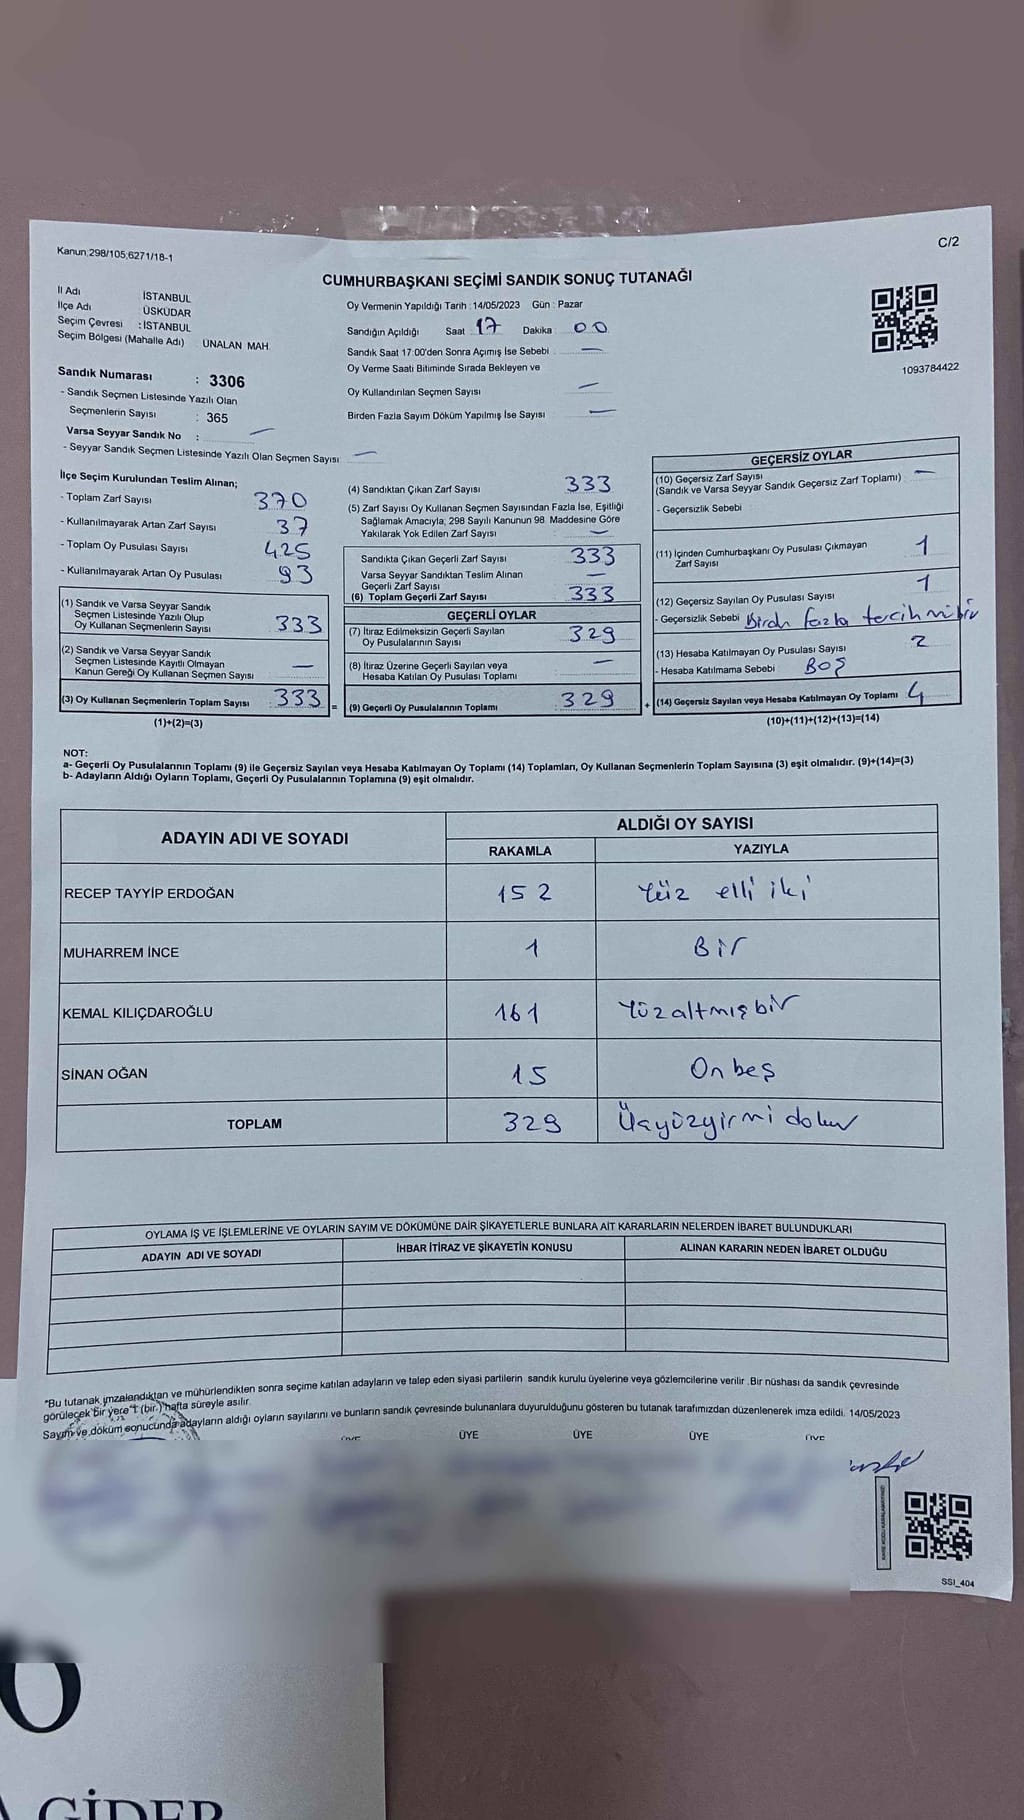 Kanun;298/105,6271/18-1
C/2
CUMHURBAŞKANI SEÇİMİ SANDIK SONUÇ TUTANAĞI
İl Adı İSTANBUL
İlçe Adı ÜSKÜDAR
Seçim Çevresi : İSTANBUL
Seçim Bölgesi (Mahalle Adı) ÜNALAN MAH.
Sandık Numarası : 3306
- Sandık Seçmen Listesinde Yazılı Olan
Seçmenlerin Sayısı : 365
Varsa Seyyar Sandık No : —
- Seyyar Sandık Seçmen Listesinde Yazılı Olan Seçmen Sayısı —
Oy Vermenin Yapıldığı Tarih : 14/05/2023 Gün : Pazar
Sandığın Açıldığı Saat 17 Dakika 00
Sandık Saat 17:00'den Sonra Açımış İse Sebebi —
Oy Verme Saati Bitiminde Sırada Bekleyen ve
Oy Kullandırılan Seçmen Sayısı —
Birden Fazla Sayım Döküm Yapılmış İse Sayısı —
1093784422
İlçe Seçim Kurulundan Teslim Alınan;
- Toplam Zarf Sayısı 370
- Kullanılmayarak Artan Zarf Sayısı 37
- Toplam Oy Pusulası Sayısı 425
- Kullanılmayarak Artan Oy Pusulası 93
(1) Sandık ve Varsa Seyyar Sandık
Seçmen Listesinde Yazılı Olup
Oy Kullanan Seçmenlerin Sayısı 333
(2) Sandık ve Varsa Seyyar Sandık
Seçmen Listesinde Kayıtlı Olmayan
Kanun Gereği Oy Kullanan Seçmen Sayısı —
(3) Oy Kullanan Seçmenlerin Toplam Sayısı 333
(1)+(2)=(3)
(4) Sandıktan Çıkan Zarf Sayısı 333
(5) Zarf Sayısı Oy Kullanan Seçmen Sayısından Fazla İse, Eşitliği
Sağlamak Amacıyla; 298 Sayılı Kanunun 98. Maddesine Göre
Yakılarak Yok Edilen Zarf Sayısı —
Sandıkta Çıkan Geçerli Zarf Sayısı 333
Varsa Seyyar Sandıktan Teslim Alınan
Geçerli Zarf Sayısı —
(6) Toplam Geçerli Zarf Sayısı 333
GEÇERLİ OYLAR
(7) İtiraz Edilmeksizin Geçerli Sayılan
Oy Pusulalarının Sayısı 329
(8) İtiraz Üzerine Geçerli Sayılan veya
Hesaba Katılan Oy Pusulası Toplamı —
= (9) Geçerli Oy Pusulalarının Toplamı 329
GEÇERSİZ OYLAR
(10) Geçersiz Zarf Sayısı —
(Sandık ve Varsa Seyyar Sandık Geçersiz Zarf Toplamı)
- Geçersizlik Sebebi
(11) İçinden Cumhurbaşkanı Oy Pusulası Çıkmayan 1
Zarf Sayısı
(12) Geçersiz Sayılan Oy Pusulası Sayısı 1
- Geçersizlik Sebebi Birden fazla tercih mühür
(13) Hesaba Katılmayan Oy Pusulası Sayısı 2
- Hesaba Katılmama Sebebi BOŞ
+ (14) Geçersiz Sayılan veya Hesaba Katılmayan Oy Toplamı 4
(10)+(11)+(12)+(13)=(14)
NOT:
a- Geçerli Oy Pusulalarının Toplamı (9) ile Geçersiz Sayılan veya Hesaba Katılmayan Oy Toplamı (14) Toplamları, Oy Kullanan Seçmenlerin Toplam Sayısına (3) eşit olmalıdır. (9)+(14)=(3)
b- Adayların Aldığı Oyların Toplamı, Geçerli Oy Pusulalarının Toplamına (9) eşit olmalıdır.
ADAYIN ADI VE SOYADI ALDIĞI OY SAYISI
RAKAMLA YAZIYLA
RECEP TAYYİP ERDOĞAN 152 Yüz elli iki
MUHARREM İNCE 1 Bir
KEMAL KILIÇDAROĞLU 161 Yüzaltmışbir
SİNAN OĞAN 15 On beş
TOPLAM 329 Üçyüzyirmi dokuz
OYLAMA İŞ VE İŞLEMLERİNE VE OYLARIN SAYIM VE DÖKÜMÜNE DAİR ŞİKAYETLERLE BUNLARA AİT KARARLARIN NELERDEN İBARET BULUNDUKLARI
ADAYIN ADI VE SOYADI İHBAR İTİRAZ VE ŞİKAYETİN KONUSU ALINAN KARARIN NEDEN İBARET OLDUĞU
*Bu tutanak imzalandıktan ve mühürlendikten sonra seçime katılan adayların ve talep eden siyasi partilerin sandık kurulu üyelerine veya gözlemcilerine verilir .Bir nüshası da sandık çevresinde
görülecek bir yere 1 (bir.) hafta süreyle asılır.
Sayım ve döküm sonucunda adayların aldığı oyların sayılarını ve bunların sandık çevresinde bulunanlara duyurulduğunu gösteren bu tutanak tarafımızdan düzenlenerek imza edildi. 14/05/2023
ÜYE ÜYE ÜYE ÜYE ÜYE
SSI_404
GİDER